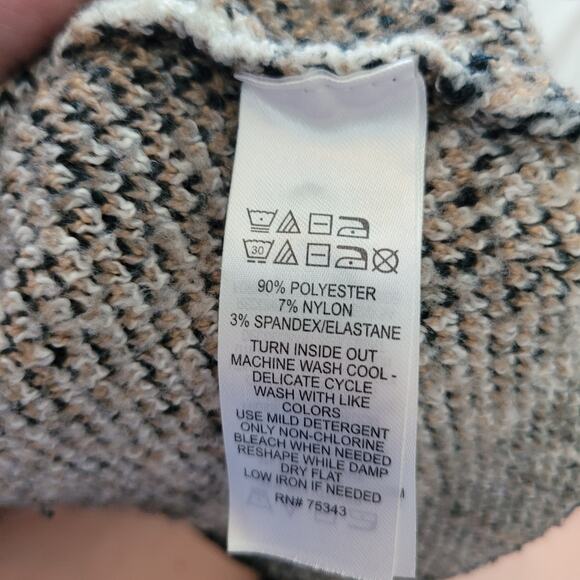 30
90% POLYESTER
7% NYLON
3% SPANDEX/ELASTANE
TURN INSIDE OUT
MACHINE WASH COOL -
DELICATE CYCLE
WASH WITH LIKE
COLORS
USE MILD DETERGENT
ONLY NON-CHLORINE
BLEACH WHEN NEEDED
RESHAPE WHILE DAMP
DRY FLAT
LOW IRON IF NEEDED
RN# 75343